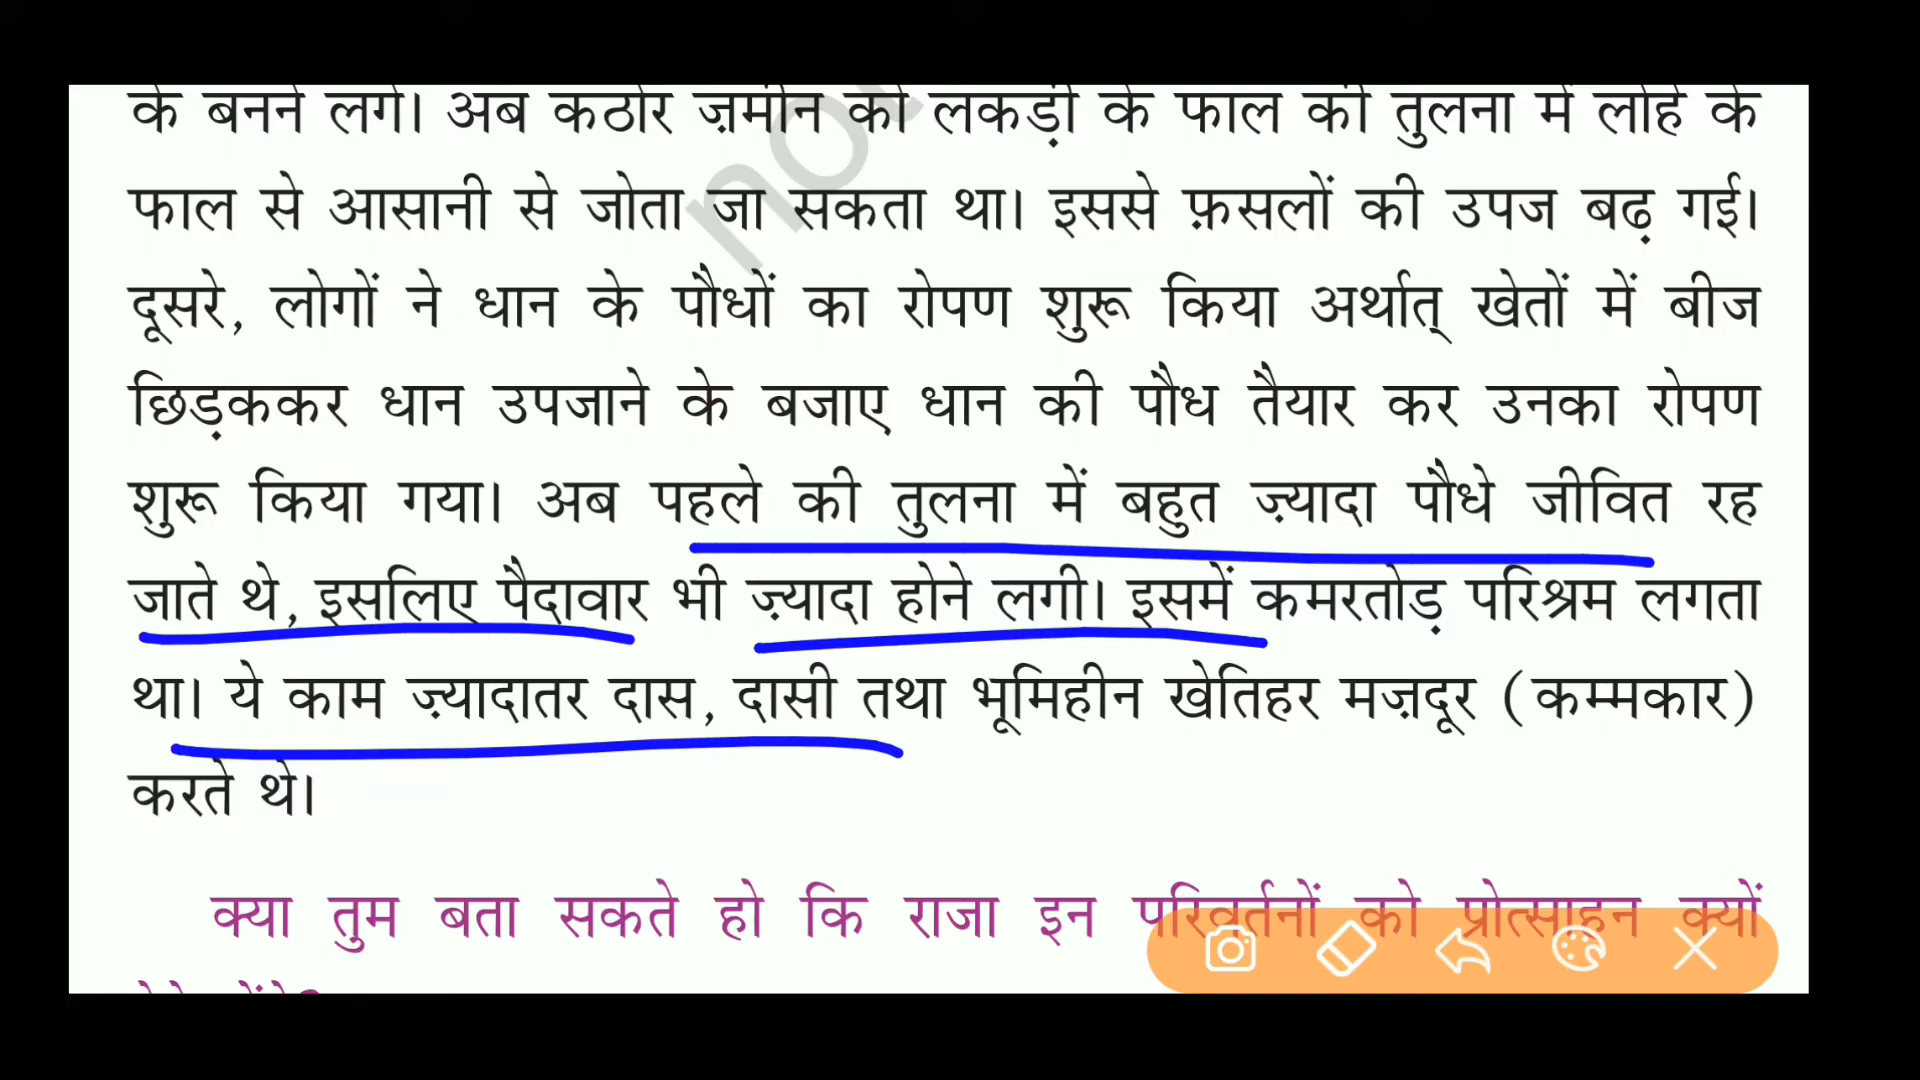 के बनने लगे। अब कठोर ज़मीन को लकड़ी के फाल की तुलना में लोहे के
फाल से आसानी से जोता जा सकता था। इससे फ़सलों की उपज बढ़ गई।
दूसरे, लोगों ने धान के पौधों का रोपण शुरू किया अर्थात् खेतों में बीज
छिड़ककर धान उपजाने के बजाए धान की पौध तैयार कर उनका रोपण
शुरू किया गया। अब पहले की तुलना में बहुत ज़्यादा पौधे जीवित रह
जाते थे, इसलिए पैदावार भी ज़्यादा होने लगी। इसमें कमरतोड़ परिश्रम लगता
था। ये काम ज़्यादातर दास, दासी तथा भूमिहीन खेतिहर मज़दूर (कम्मकार)
करते थे।
क्या तुम बता सकते हो कि राजा इन परिवर्तनों को प्रोत्साहन क्यों